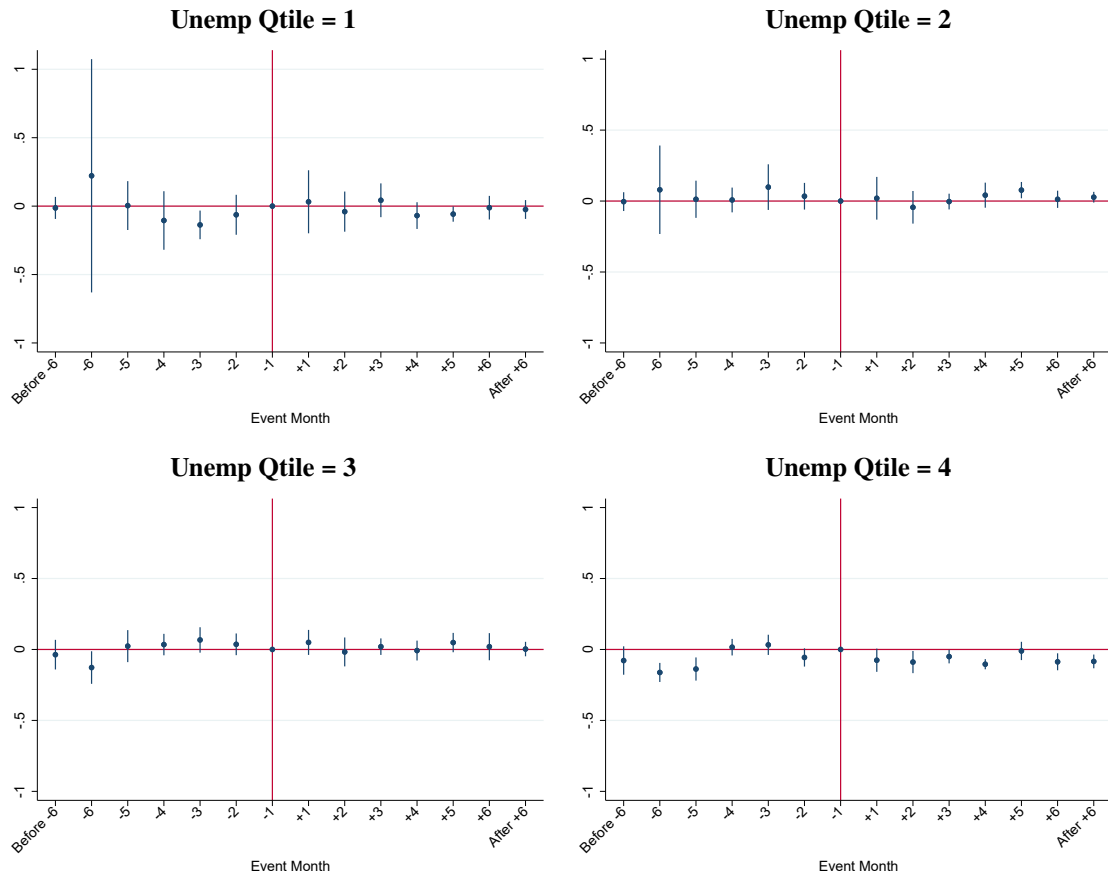 Unemp Qtile = 1
1
.5
0
-.5
-1
Before -6 -6 -5 -4 -3 -2 -1 +1 +2 +3 +4 +5 +6 After +6
Event Month
Unemp Qtile = 2
1
.5
0
-.5
-1
Before -6 -6 -5 -4 -3 -2 -1 +1 +2 +3 +4 +5 +6 After +6
Event Month
Unemp Qtile = 3
1
.5
0
-.5
-1
Before -6 -6 -5 -4 -3 -2 -1 +1 +2 +3 +4 +5 +6 After +6
Event Month
Unemp Qtile = 4
1
.5
0
-.5
-1
Before -6 -6 -5 -4 -3 -2 -1 +1 +2 +3 +4 +5 +6 After +6
Event Month